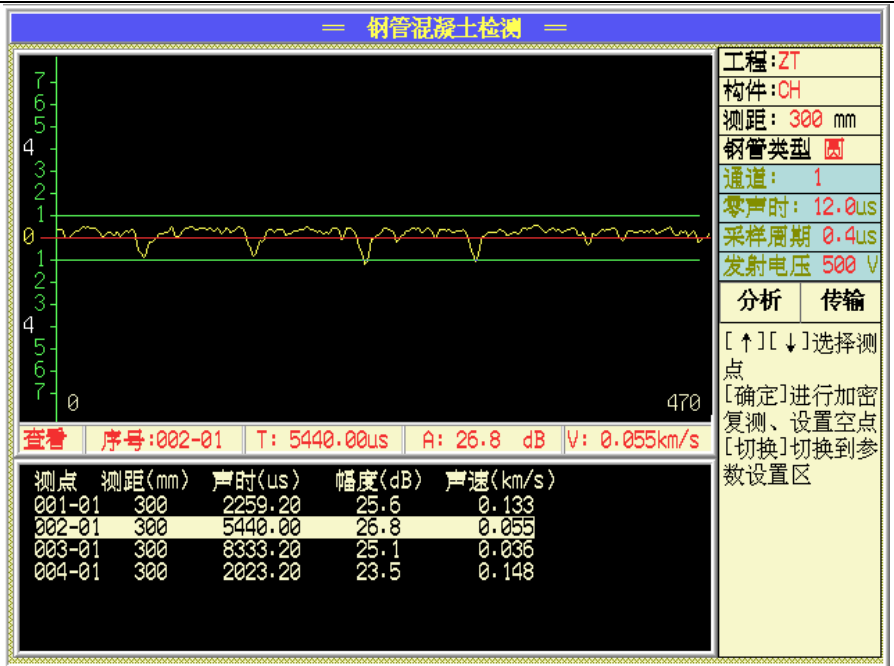 ═ 钢管混凝土检测 ═
7
6
5
4
3
2
1
0
1
2
3
4
5
6
7
0 470
查看 序号:002-01 T: 5440.00us A: 26.8 dB V: 0.055km/s
测点 测距(mm) 声时(us) 幅度(dB) 声速(km/s)
001-01 300 2259.20 25.6 0.133
002-01 300 5440.00 26.8 0.055
003-01 300 8333.20 25.1 0.036
004-01 300 2023.20 23.5 0.148
工程:ZT
构件:CH
测距: 300 mm
钢管类型 圆
通道: 1
零声时: 12.0us
采样周期 0.4us
发射电压 500 V
分析 传输
[↑][↓]选择测
点
[确定]进行加密
复测、设置空点
[切换]切换到参
数设置区